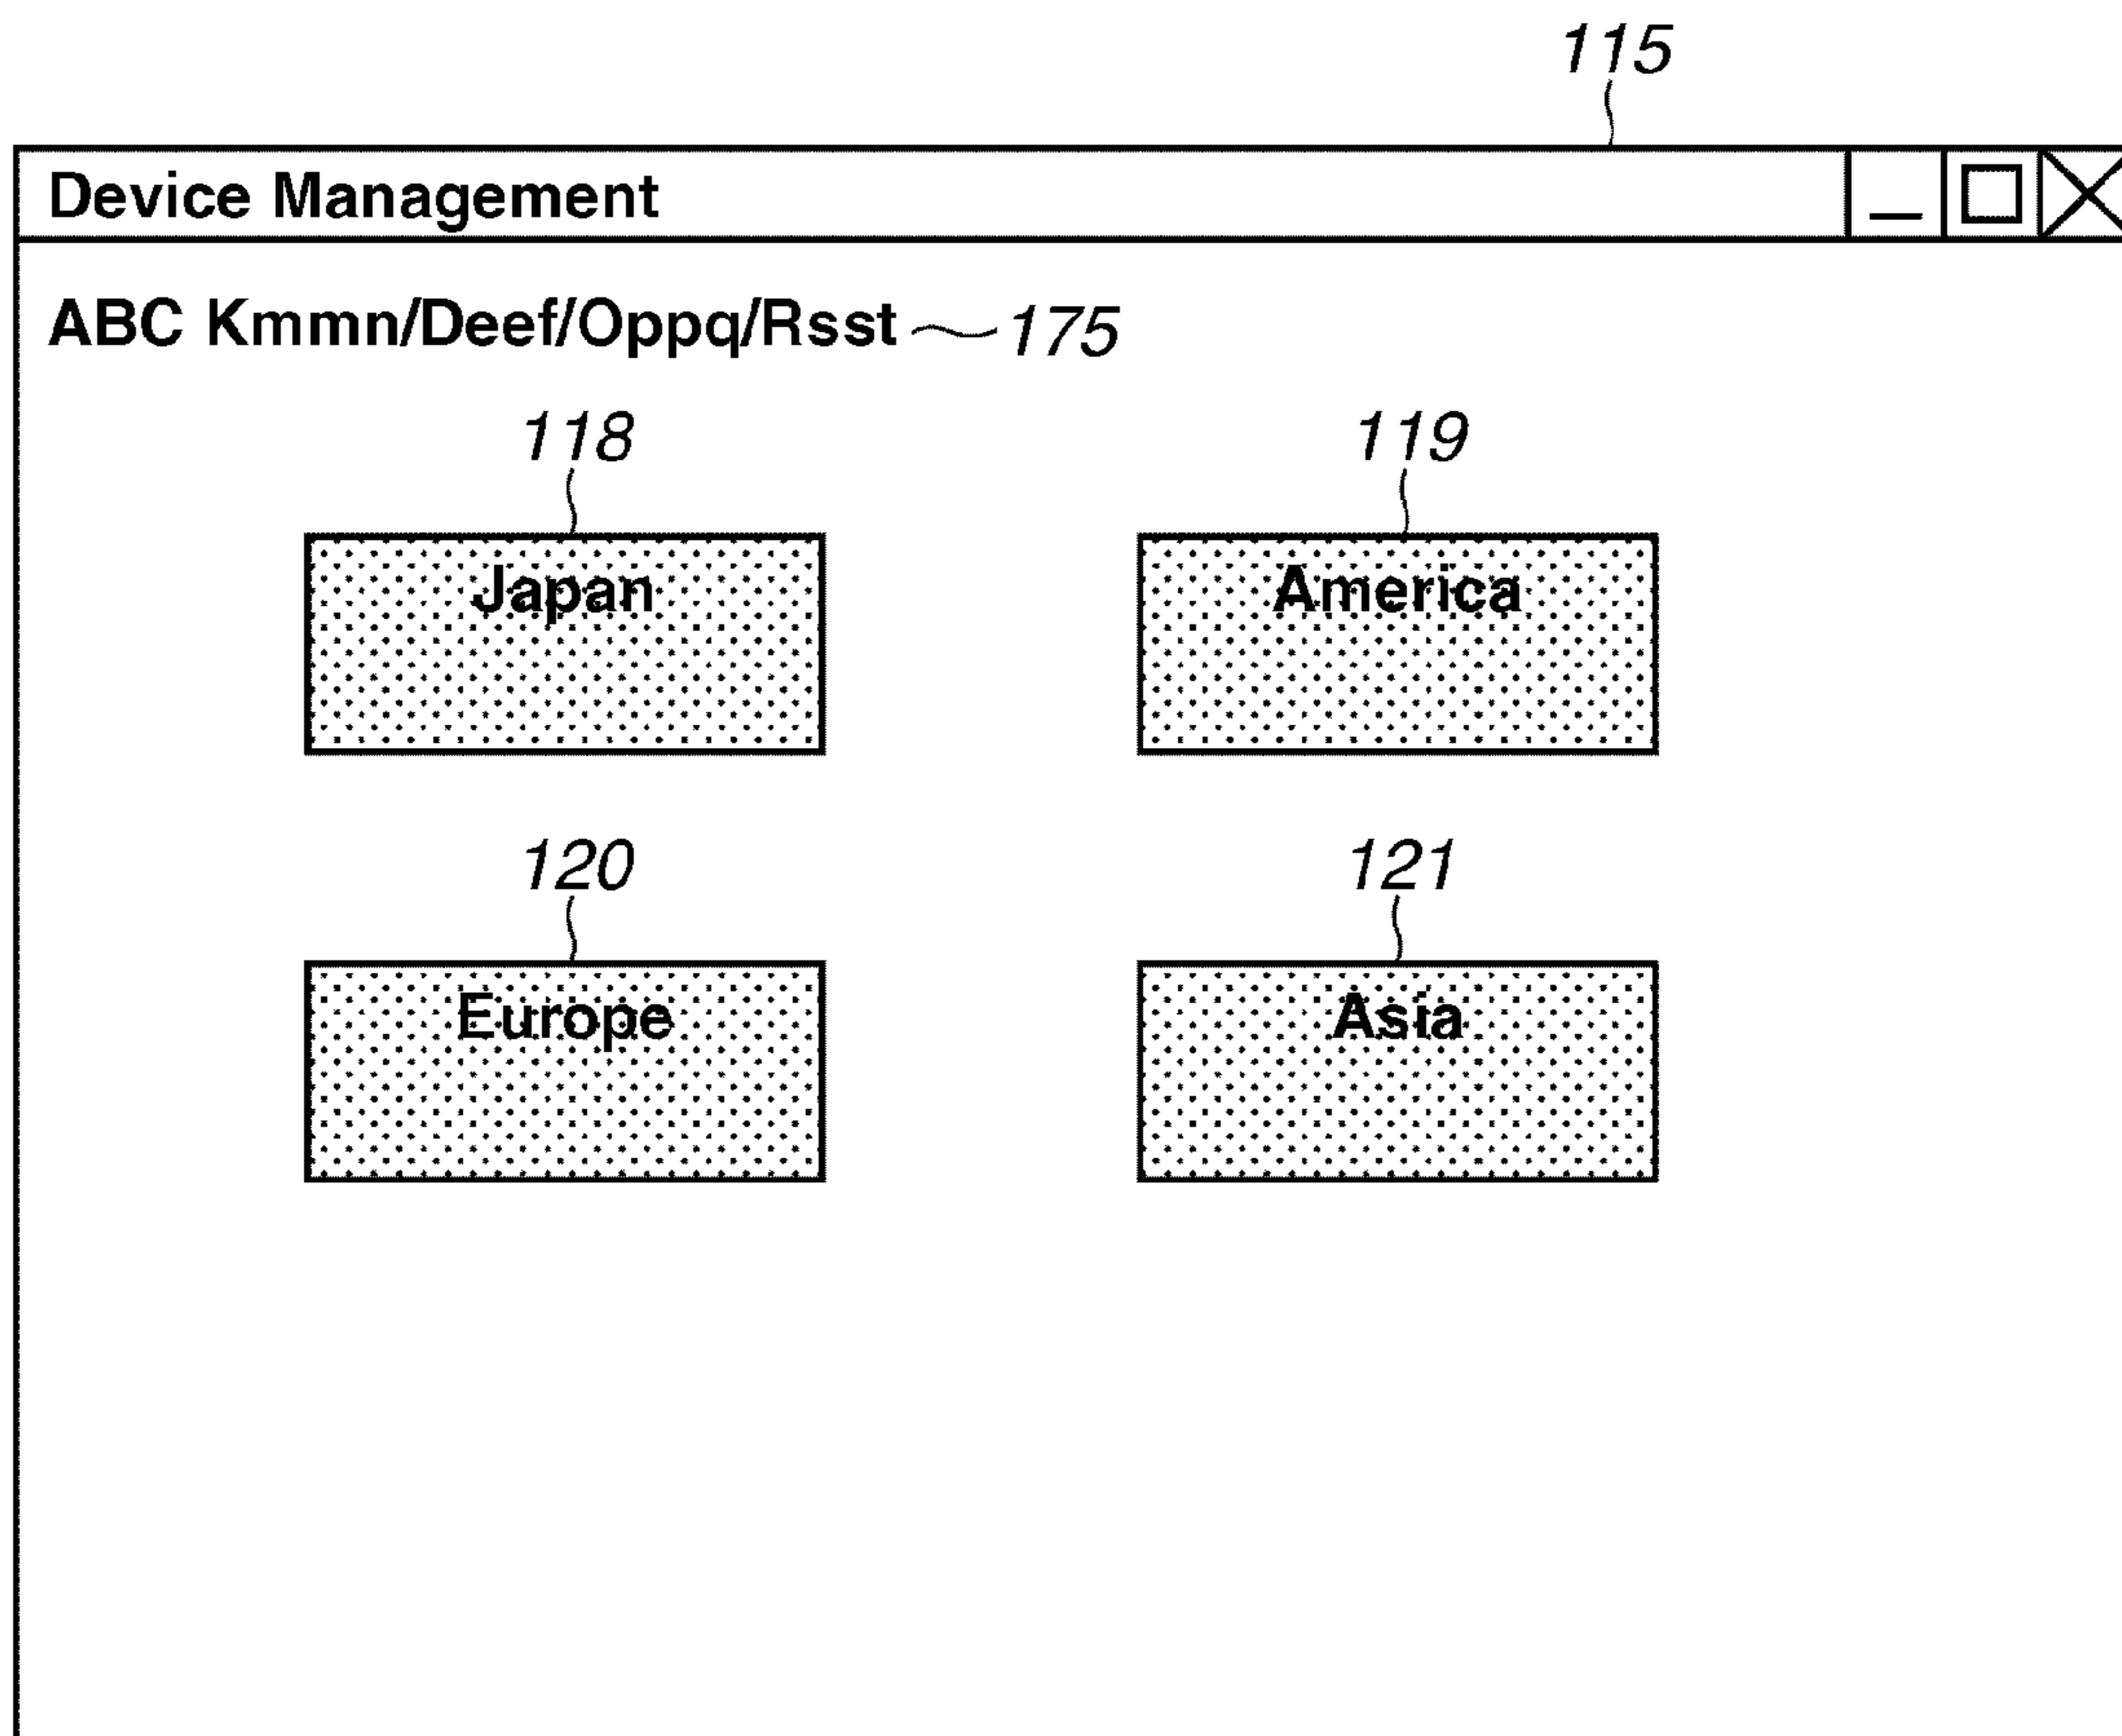 115
Device Management
ABC Kmmn/Deef/Oppq/Rsst 175
118 119
Japan America
120 121
Europe Asia